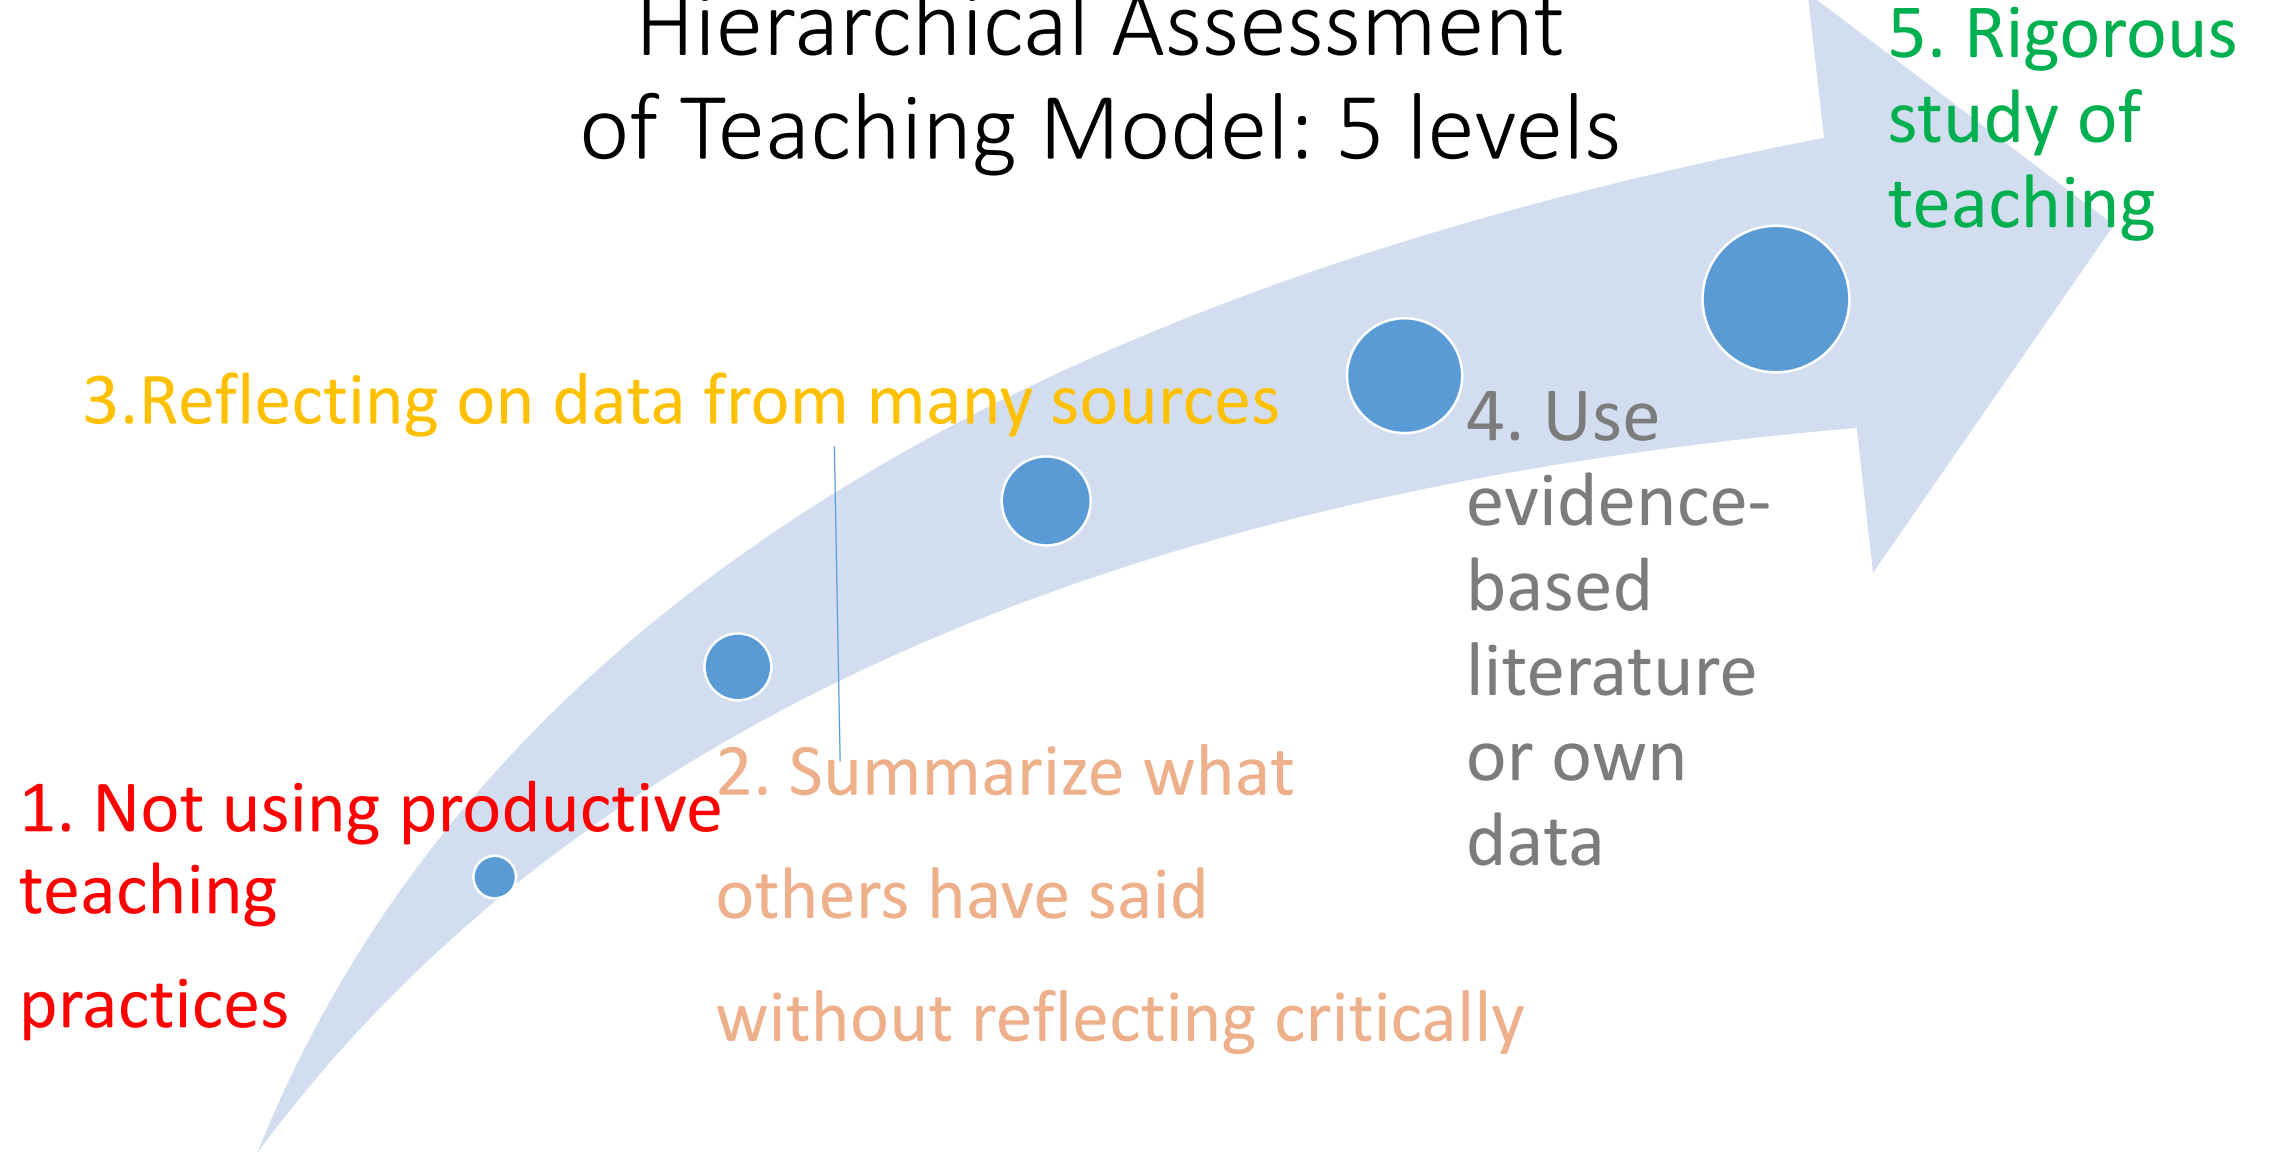 Hierarchical Assessment
of Teaching Model: 5 levels
5. Rigorous
study of
teaching
3.Reflecting on data from many sources
4. Use
evidence-
based
literature
or own
data
1. Not using productive
teaching
practices
2. Summarize what
others have said
without reflecting critically